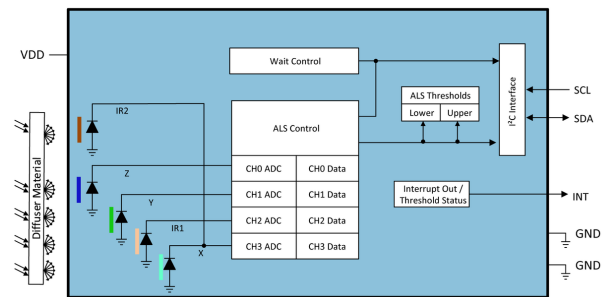 VDD
Diffuser Material
IR2
Z
Y
IR1
X
Wait Control
ALS Control
CH0 ADC
CH0 Data
CH1 ADC
CH1 Data
CH2 ADC
CH2 Data
CH3 ADC
CH3 Data
ALS Thresholds
Lower
Upper
Interrupt Out /
Threshold Status
I²C Interface
SCL
SDA
INT
GND
GND